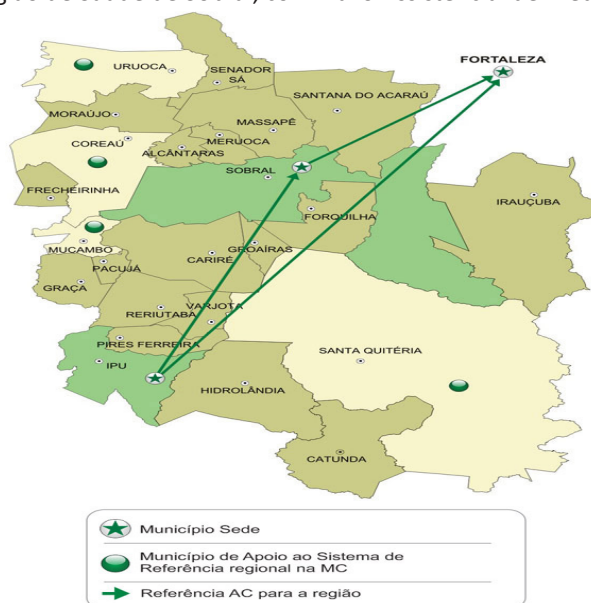 FORTALEZA
URUOCA
SENADOR
SÁ
SANTANA DO ACARAÚ
MORAÚJO
MASSAPÊ
COREAÚ
MERUOCA
ALCÂNTARAS
SOBRAL
FRECHEIRINHA
IRAUÇUBA
FORQUILHA
MUCAMBO
GROAÍRAS
CARIRÉ
PACUJÁ
GRAÇA
RERIUTABA
VARJOTA
PIRES FERREIRA
SANTA QUITÉRIA
IPU
HIDROLÂNDIA
CATUNDA
Município Sede
Município de Apoio ao Sistema de
Referência regional na MC
Referência AC para a região